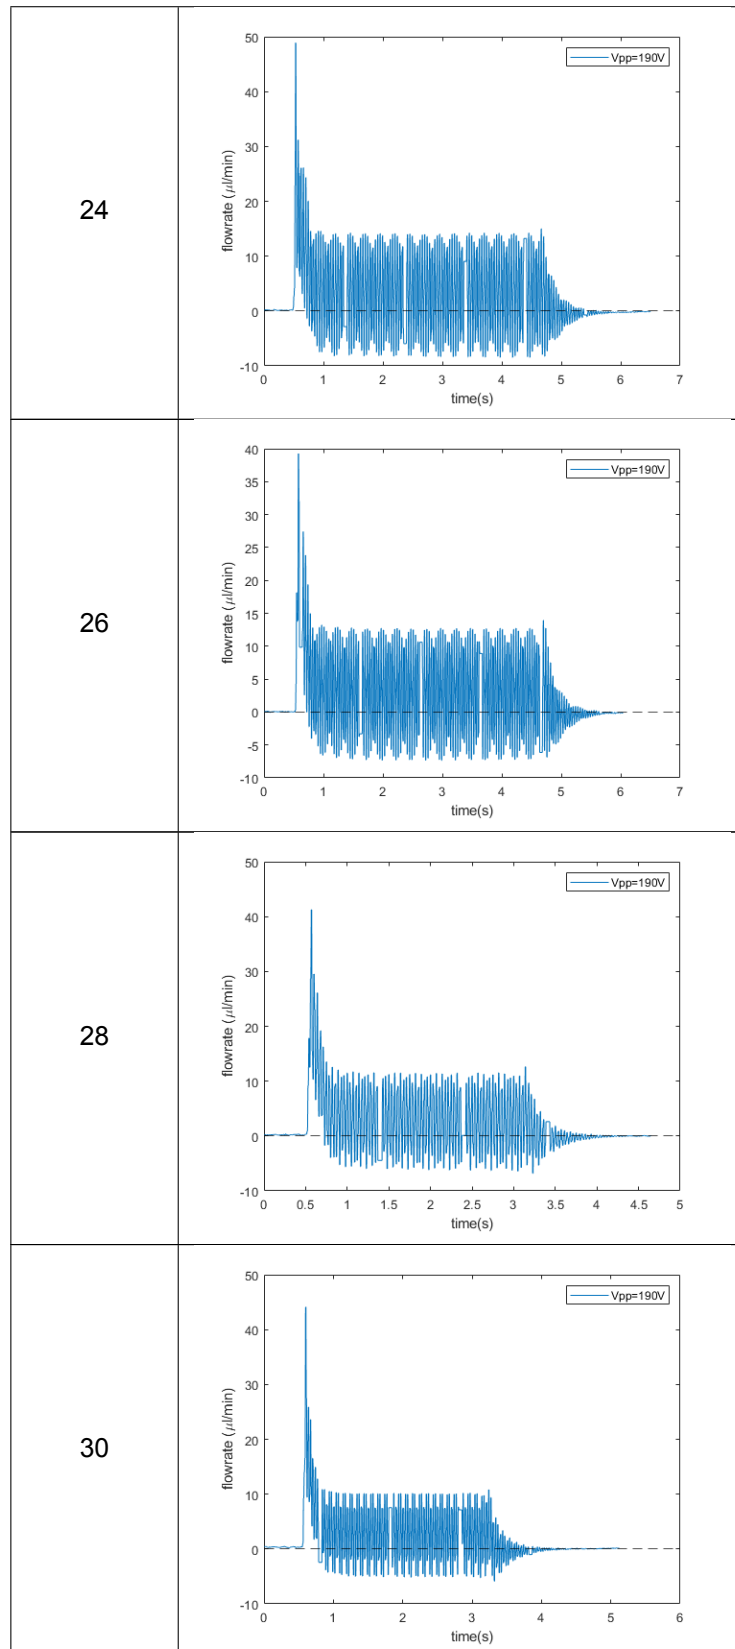 24
50
40
30
20
10
0
-10
flowrate (μl/min)
Vpp=190V
0 1 2 3 4 5 6 7
time(s)
26
40
35
30
25
20
15
10
5
0
-5
-10
flowrate (μl/min)
Vpp=190V
0 1 2 3 4 5 6 7
time(s)
28
50
40
30
20
10
0
-10
flowrate (μl/min)
Vpp=190V
0 0.5 1 1.5 2 2.5 3 3.5 4 4.5 5
time(s)
30
50
40
30
20
10
0
-10
flowrate (μl/min)
Vpp=190V
0 1 2 3 4 5 6
time(s)